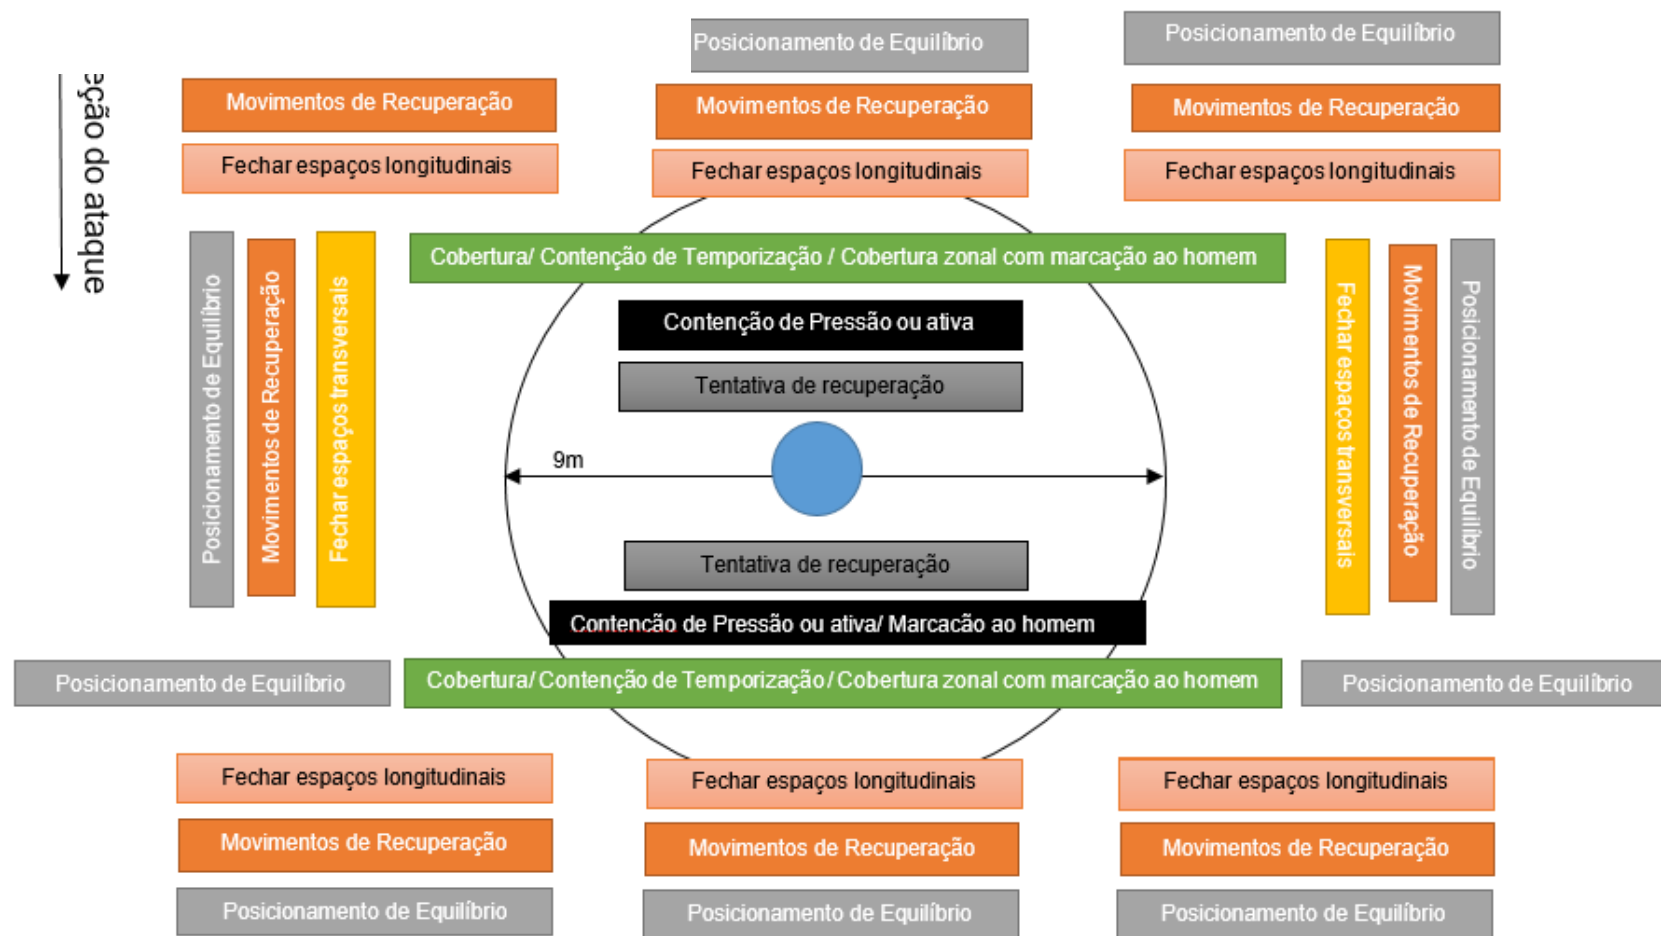 Posicionamento de Equilíbrio
Posicionamento de Equilíbrio
eção do ataque
Movimentos de Recuperação
Movimentos de Recuperação
Movimentos de Recuperação
Fechar espaços longitudinais
Fechar espaços longitudinais
Fechar espaços longitudinais
Cobertura/ Contenção de Temporização / Cobertura zonal com marcação ao homem
Posicionamento de Equilíbrio
Movimentos de Recuperação
Fechar espaços transversais
Contenção de Pressão ou ativa
Tentativa de recuperação
9m
Tentativa de recuperação
Contenção de Pressão ou ativa/ Marcacão ao homem
Fechar espaços transversais
Movimentos de Recuperação
Posicionamento de Equilíbrio
Posicionamento de Equilíbrio
Cobertura/ Contenção de Temporização / Cobertura zonal com marcação ao homem
Posicionamento de Equilíbrio
Fechar espaços longitudinais
Fechar espaços longitudinais
Fechar espaços longitudinais
Movimentos de Recuperação
Movimentos de Recuperação
Movimentos de Recuperação
Posicionamento de Equilíbrio
Posicionamento de Equilíbrio
Posicionamento de Equilíbrio